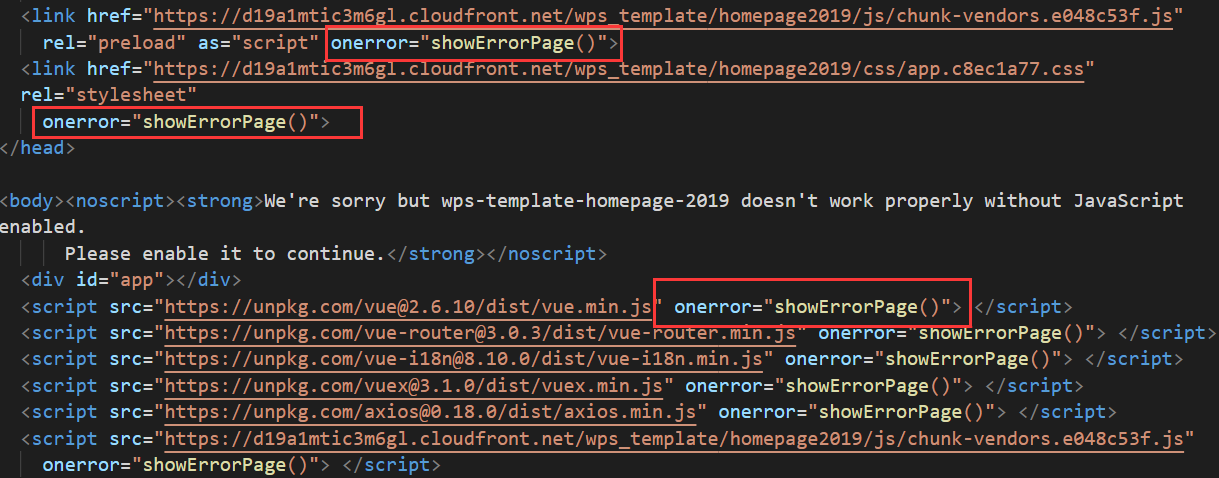 <link href="https://d19a1mtic3m6gl.cloudfront.net/wps_template/homepage2019/js/chunk-vendors.e048c53f.js"
rel="preload" as="script" onerror="showErrorPage()">
<link href="https://d19a1mtic3m6gl.cloudfront.net/wps_template/homepage2019/css/app.c8ec1a77.css"
rel="stylesheet"
onerror="showErrorPage()">
</head>
<body><noscript><strong>We're sorry but wps-template-homepage-2019 doesn't work properly without JavaScript
enabled.
Please enable it to continue.</strong></noscript>
<div id="app"></div>
<script src="https://unpkg.com/vue@2.6.10/dist/vue.min.js" onerror="showErrorPage()"> </script>
<script src="https://unpkg.com/vue-router@3.0.3/dist/vue-router.min.js" onerror="showErrorPage()"> </script>
<script src="https://unpkg.com/vue-i18n@8.10.0/dist/vue-i18n.min.js" onerror="showErrorPage()"> </script>
<script src="https://unpkg.com/vuex@3.1.0/dist/vuex.min.js" onerror="showErrorPage()"> </script>
<script src="https://unpkg.com/axios@0.18.0/dist/axios.min.js" onerror="showErrorPage()"> </script>
<script src="https://d19a1mtic3m6gl.cloudfront.net/wps_template/homepage2019/js/chunk-vendors.e048c53f.js"
onerror="showErrorPage()"> </script>